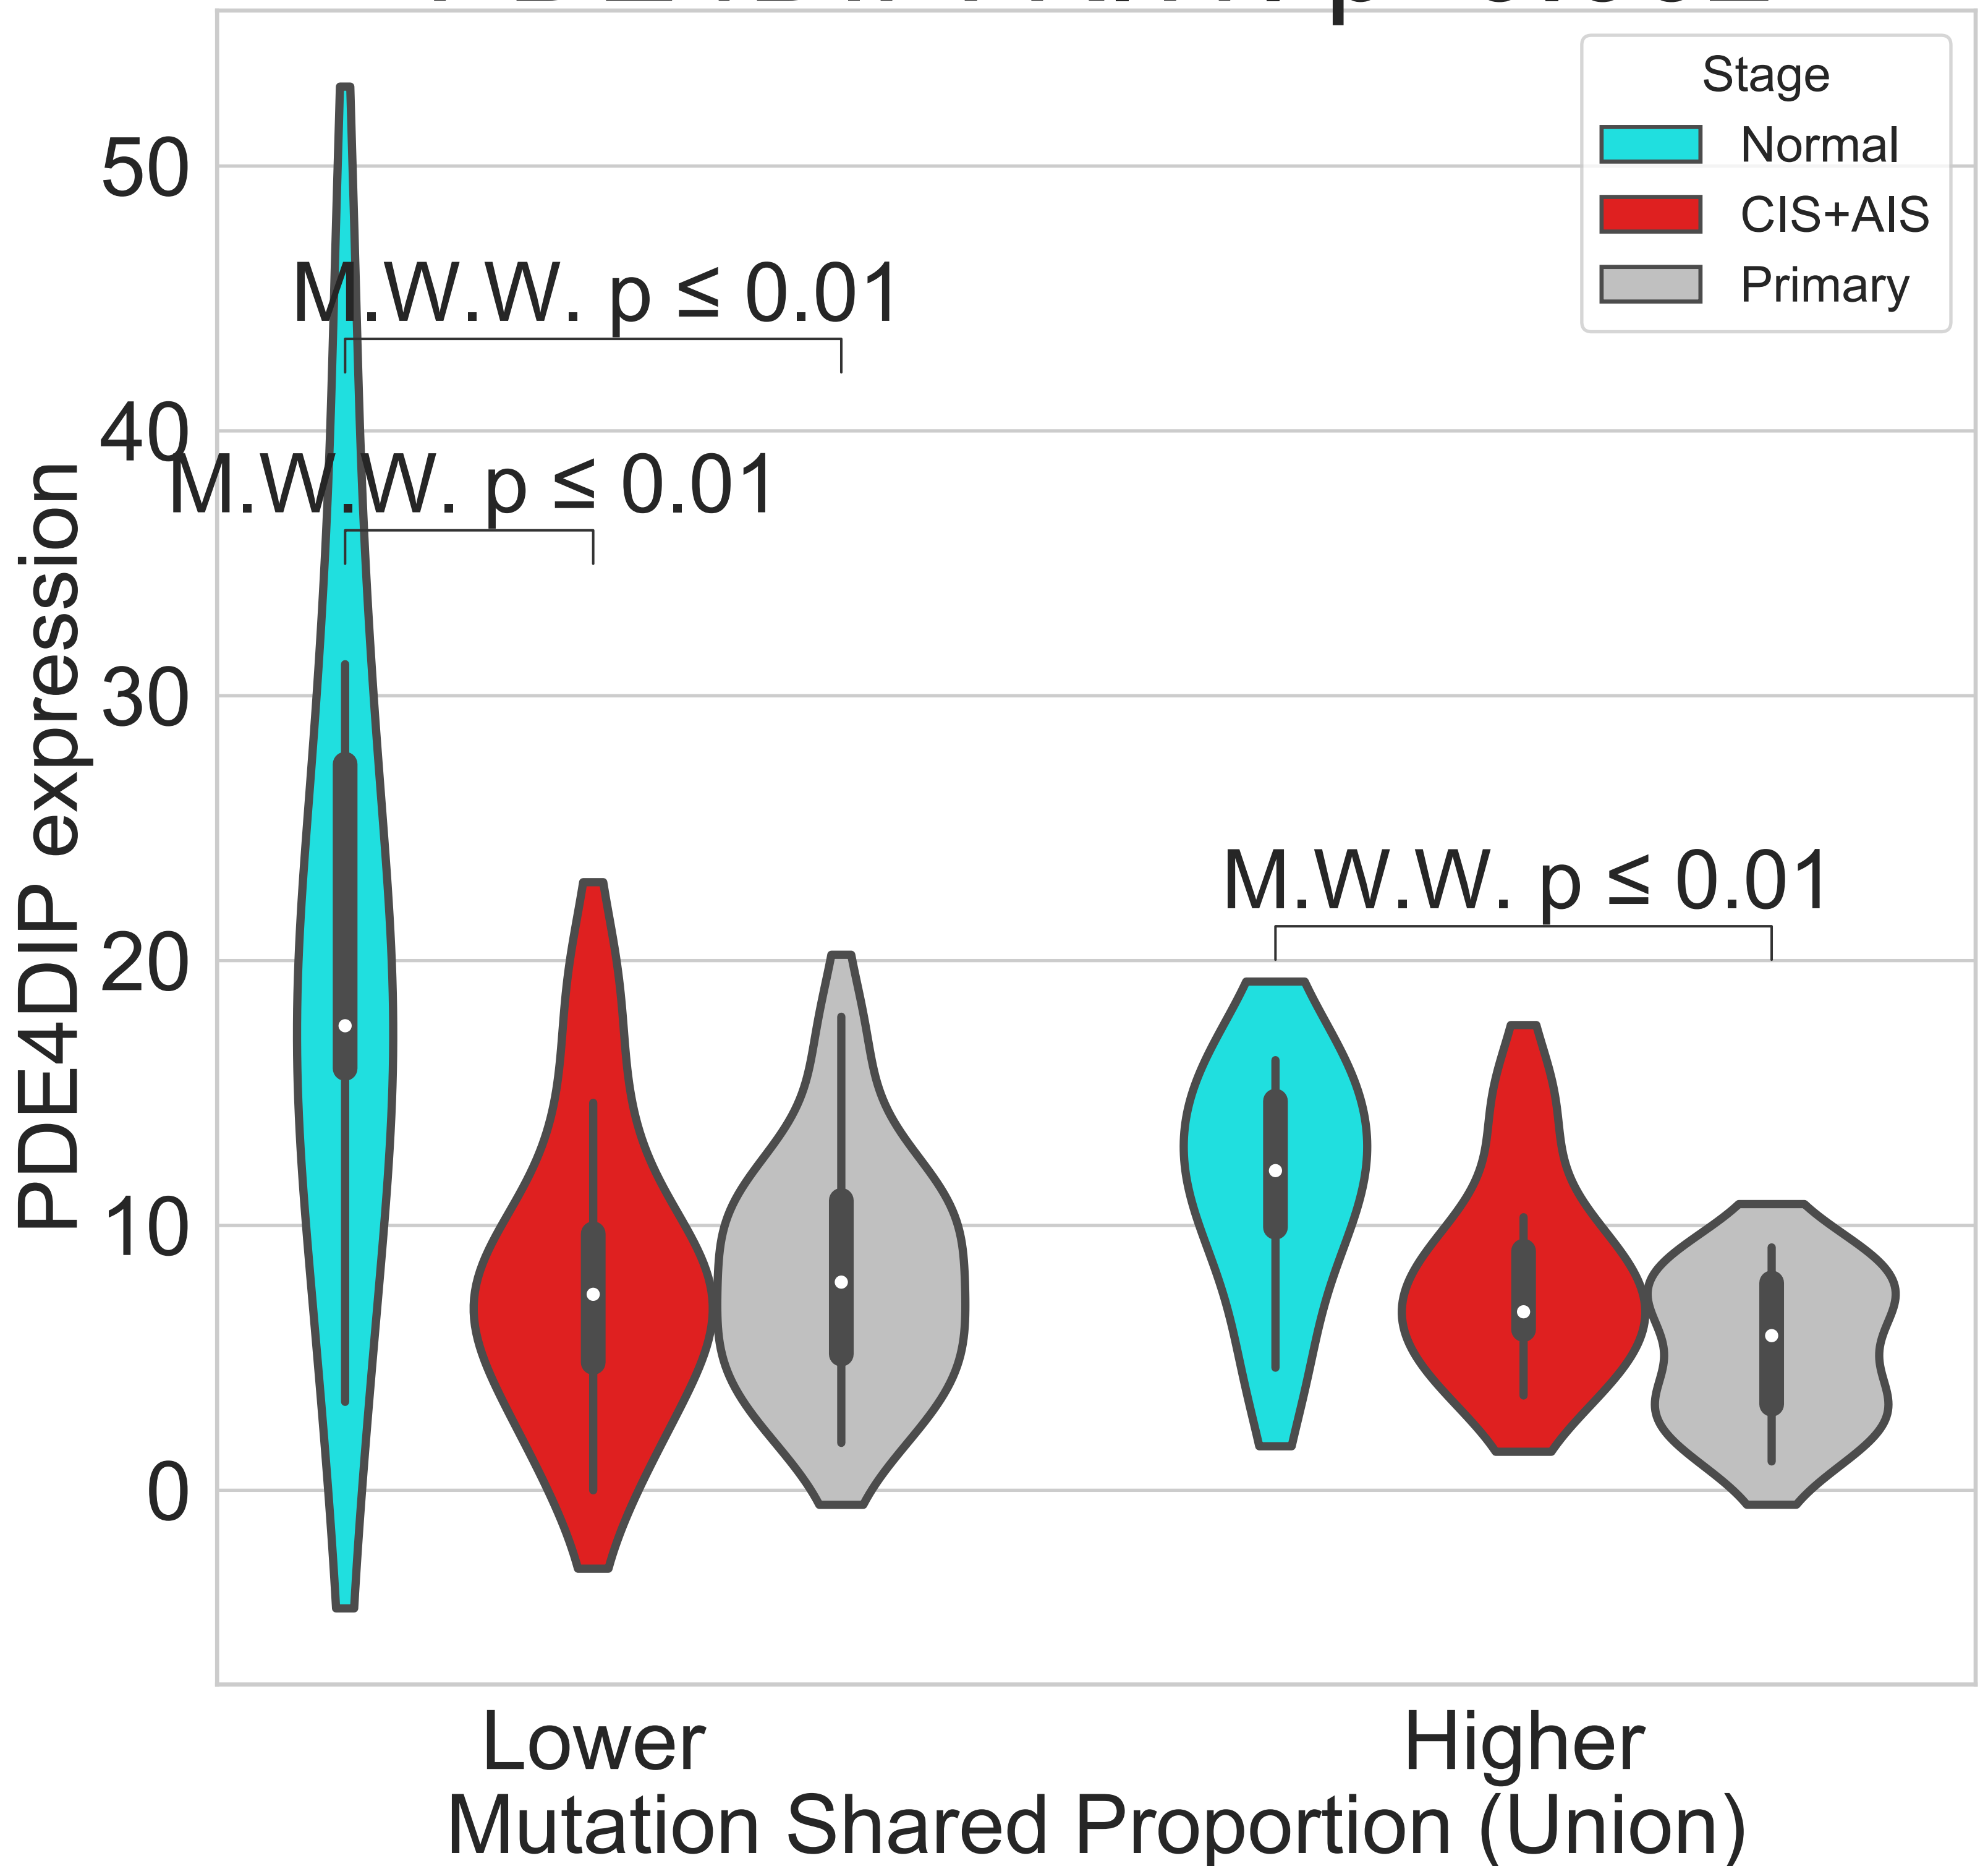 Stage
Normal
CIS+AIS
Primary
50
40
30
20
10
0
PDE4DIP expression
M.W.W. p ≤ 0.01
M.W.W. p ≤ 0.01
M.W.W. p ≤ 0.01
Lower
Higher
Mutation Shared Proportion (Union)